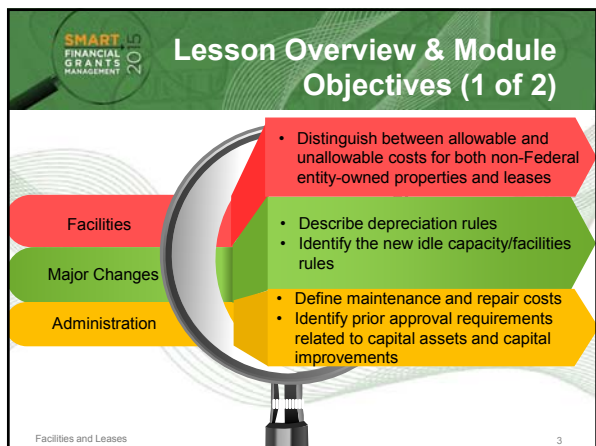 SMART
FINANCIAL
GRANTS
MANAGEMENT
2015
Lesson Overview & Module
Objectives (1 of 2)
Facilities
• Distinguish between allowable and
unallowable costs for both non-Federal
entity-owned properties and leases
Major Changes
• Describe depreciation rules
• Identify the new idle capacity/facilities
rules
Administration
• Define maintenance and repair costs
• Identify prior approval requirements
related to capital assets and capital
improvements
Facilities and Leases
3